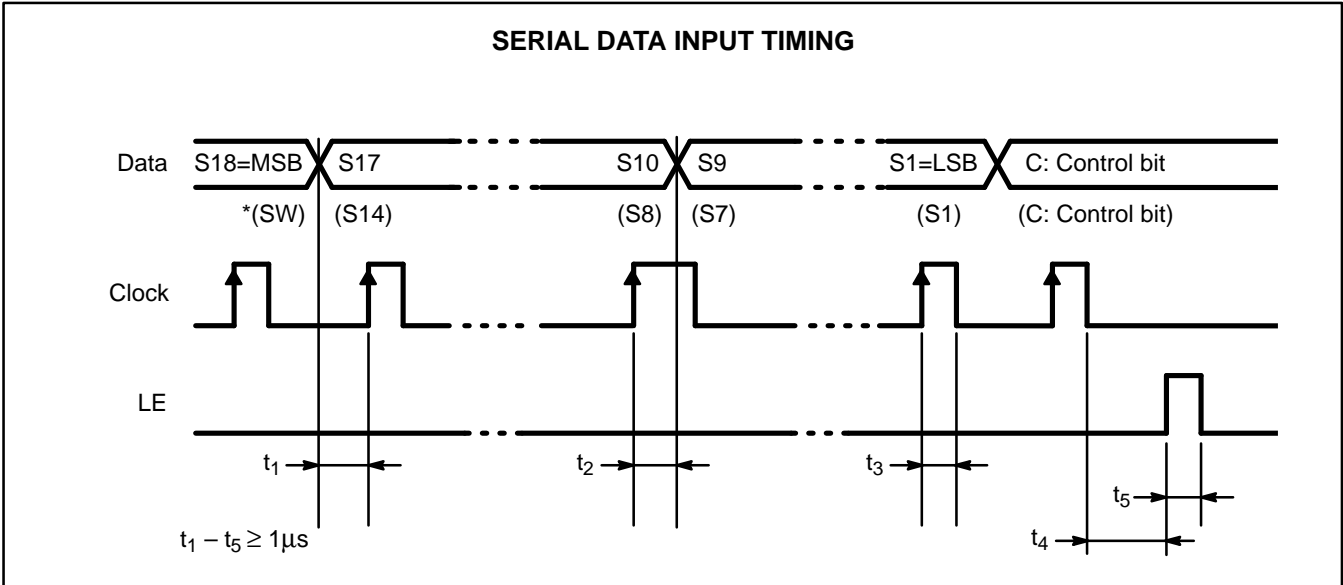 SERIAL DATA INPUT TIMING
Data S18=MSB S17 S10 S9 S1=LSB C: Control bit
*(SW) (S14) (S8) (S7) (S1) (C: Control bit)
Clock
LE
t1 t2 t3
t5
t4
t1 – t5 ≥ 1µs